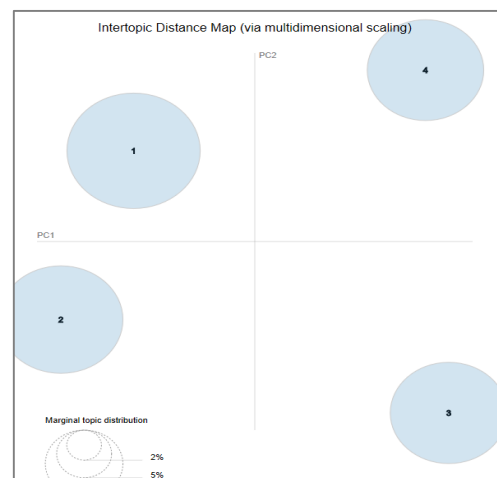 Intertopic Distance Map (via multidimensional scaling)
PC2
4
1
PC1
2
3
Marginal topic distribution
2%
5%